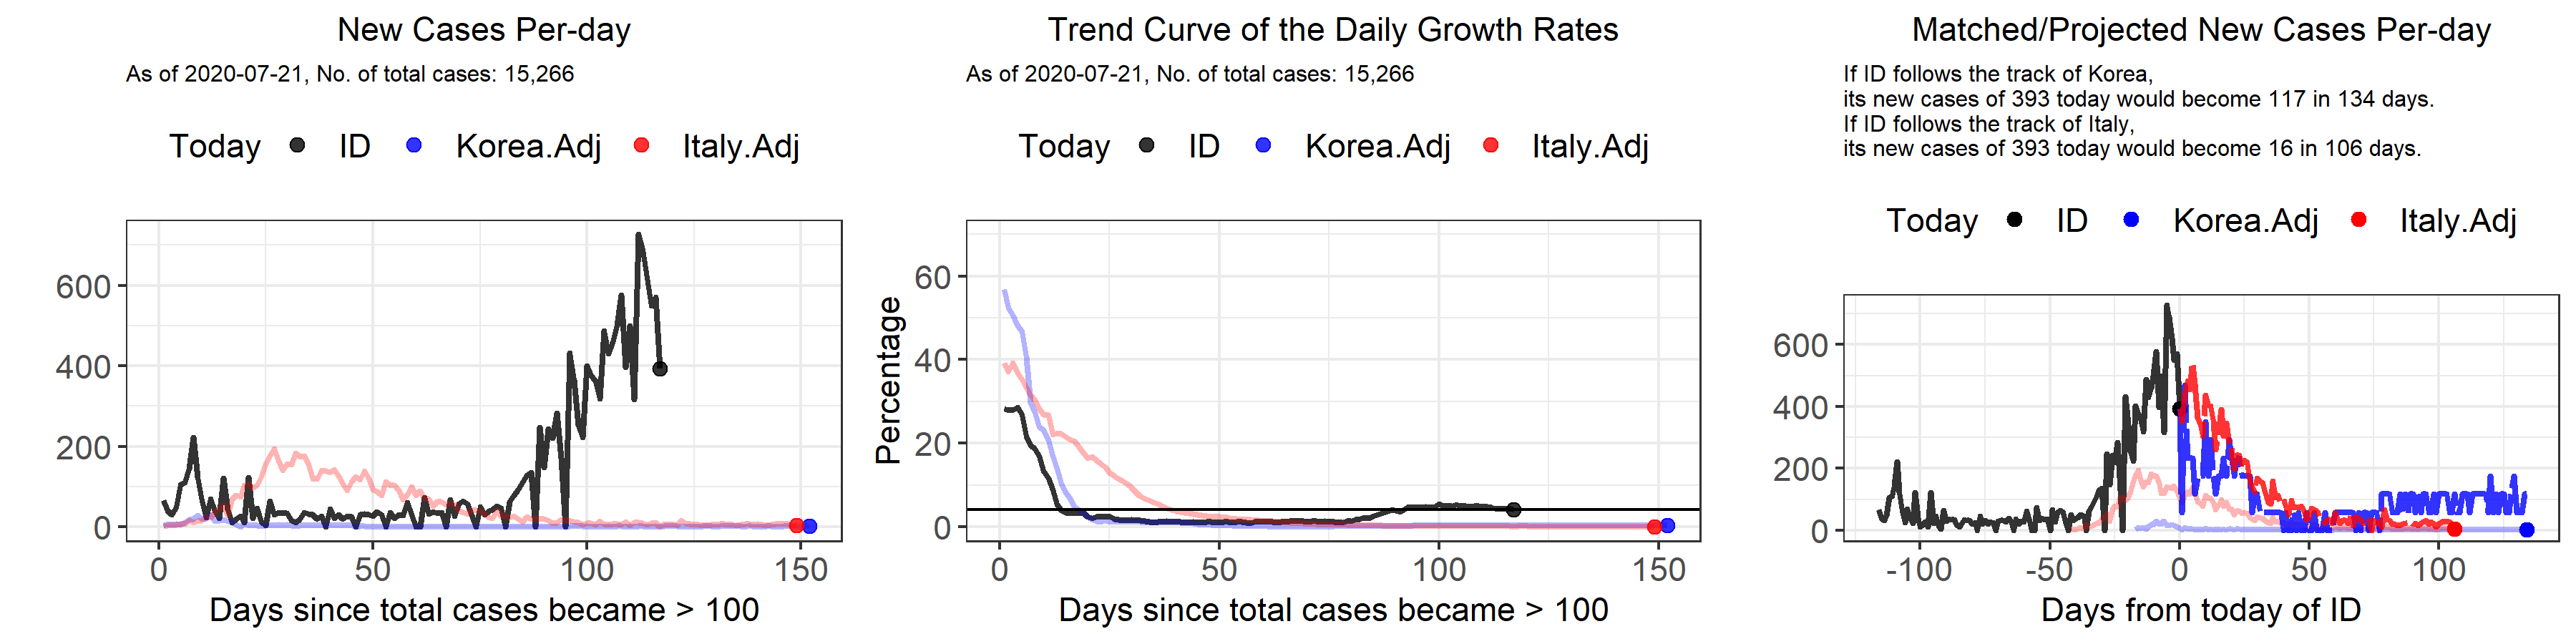 New Cases Per-day
As of 2020-07-21, No. of total cases: 15,266
Today ID Korea.Adj Italy.Adj
600
400
200
0
0 50 100 150
Days since total cases became > 100
Trend Curve of the Daily Growth Rates
As of 2020-07-21, No. of total cases: 15,266
Today ID Korea.Adj Italy.Adj
Percentage
60
40
20
0
0 50 100 150
Days since total cases became > 100
Matched/Projected New Cases Per-day
If ID follows the track of Korea,
its new cases of 393 today would become 117 in 134 days.
If ID follows the track of Italy,
its new cases of 393 today would become 16 in 106 days.
Today ID Korea.Adj Italy.Adj
600
400
200
0
-100 -50 0 50 100
Days from today of ID